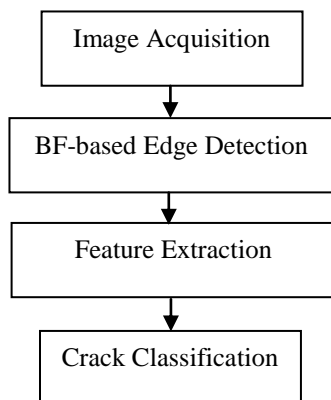 Image Acquisition
BF-based Edge Detection
Feature Extraction
Crack Classification